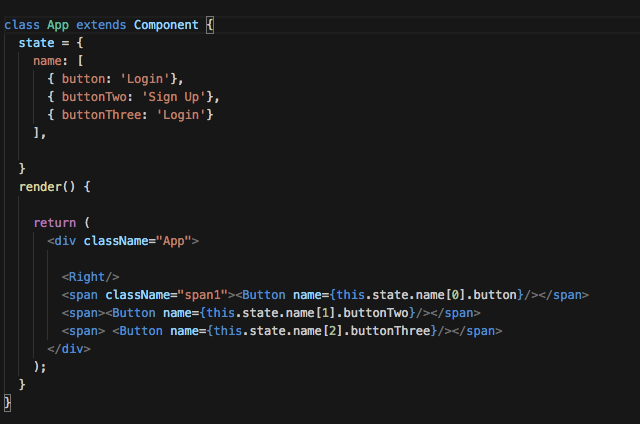 class App extends Component {
state = {
name: [
{ button: 'Login'},
{ buttonTwo: 'Sign Up'},
{ buttonThree: 'Login'}
],
}
render() {
return (
<div className="App">
<Right/>
<span className="span1"><Button name={this.state.name[0].button}/></span>
<span><Button name={this.state.name[1].buttonTwo}/></span>
<span> <Button name={this.state.name[2].buttonThree}/></span>
</div>
);
}
}